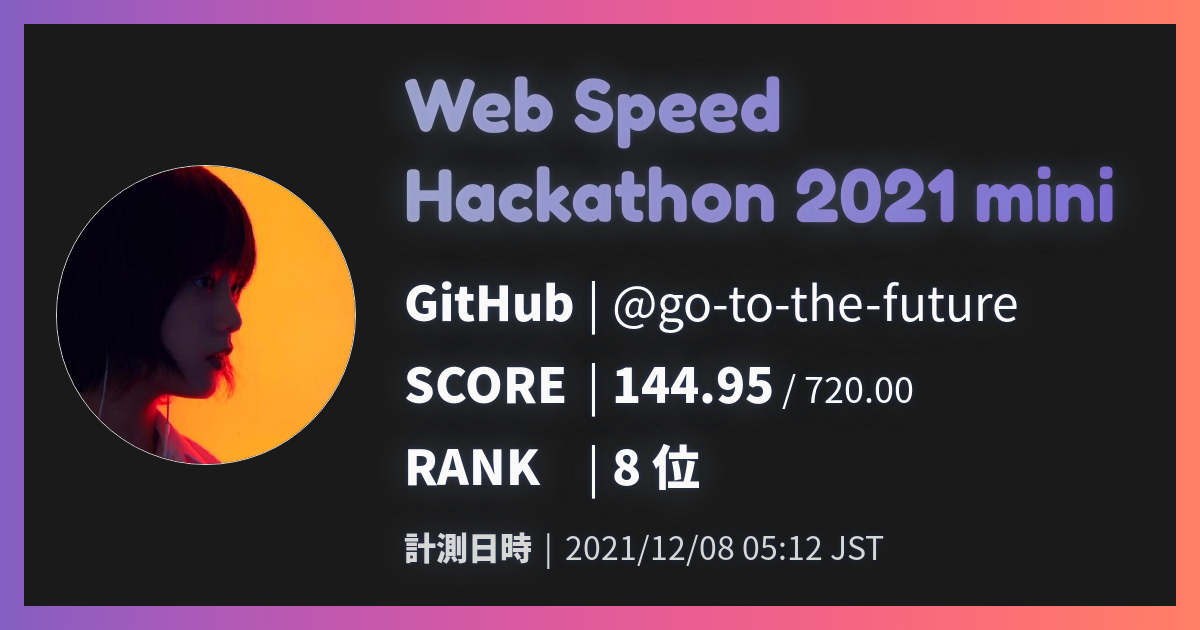 Web Speed
Hackathon 2021 mini
GitHub | @go-to-the-future
SCORE | 144.95 / 720.00
RANK | 8 位
計測日時 | 2021/12/08 05:12 JST